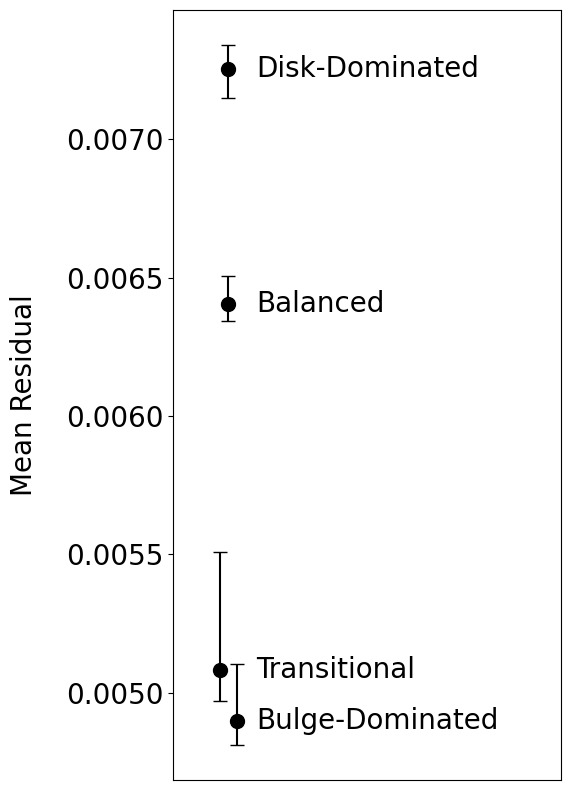 Disk-Dominated
0.0070
0.0065
Balanced
Mean Residual
0.0060
0.0055
Transitional
0.0050
Bulge-Dominated